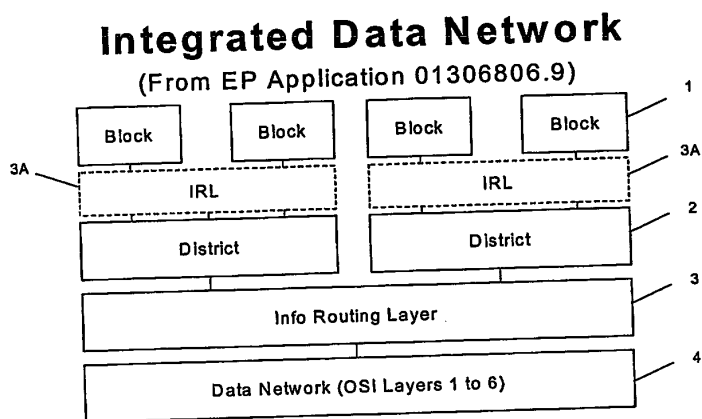 Integrated Data Network
(From EP Application 01306806.9)
Block Block Block Block
1
3A
IRL IRL
3A
District District
2
Info Routing Layer
3
Data Network (OSI Layers 1 to 6)
4